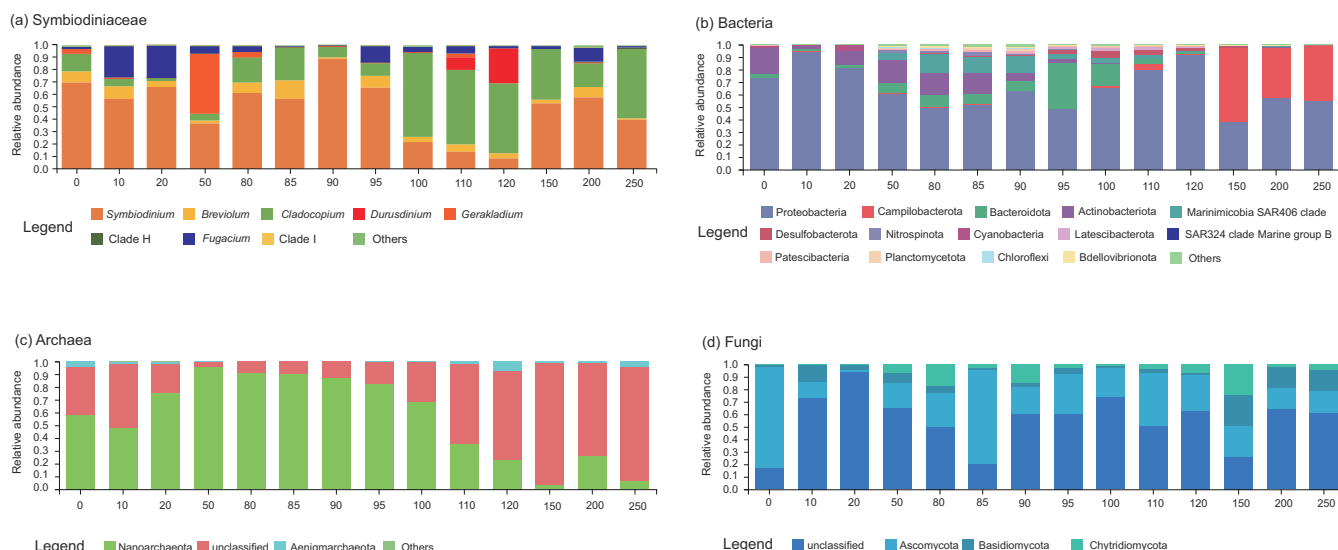 (a) Symbiodiniaceae
Relative abundance
1.0
0.9
0.8
0.7
0.6
0.5
0.4
0.3
0.2
0.1
0.0
0 10 20 50 80 85 90 95 100 110 120 150 200 250
Legend
Symbiodinium Breviolum Cladocopium Durusdinium Gerakladium
Clade H Fugacium Clade I Others
(b) Bacteria
Relative abundance
1.0
0.9
0.8
0.7
0.6
0.5
0.4
0.3
0.2
0.1
0.0
0 10 20 50 80 85 90 95 100 110 120 150 200 250
Legend
Proteobacteria Campilobacterota Bacteroidota Actinobacteriota Marinimicobia SAR406 clade
Desulfobacterota Nitrospinota Cyanobacteria Latescibacterota SAR324 clade Marine group B
Patescibacteria Planctomycetota Chloroflexi Bdellovibrionota Others
(c) Archaea
Relative abundance
1.0
0.9
0.8
0.7
0.6
0.5
0.4
0.3
0.2
0.1
0.0
0 10 20 50 80 85 90 95 100 110 120 150 200 250
Legend Nanoarchaeota unclassified Aenigmarchaeota Others
(d) Fungi
Relative abundance
1.0
0.9
0.8
0.7
0.6
0.5
0.4
0.3
0.2
0.1
0.0
0 10 20 50 80 85 90 95 100 110 120 150 200 250
Legend unclassified Ascomycota Basidiomycota Chytridiomycota